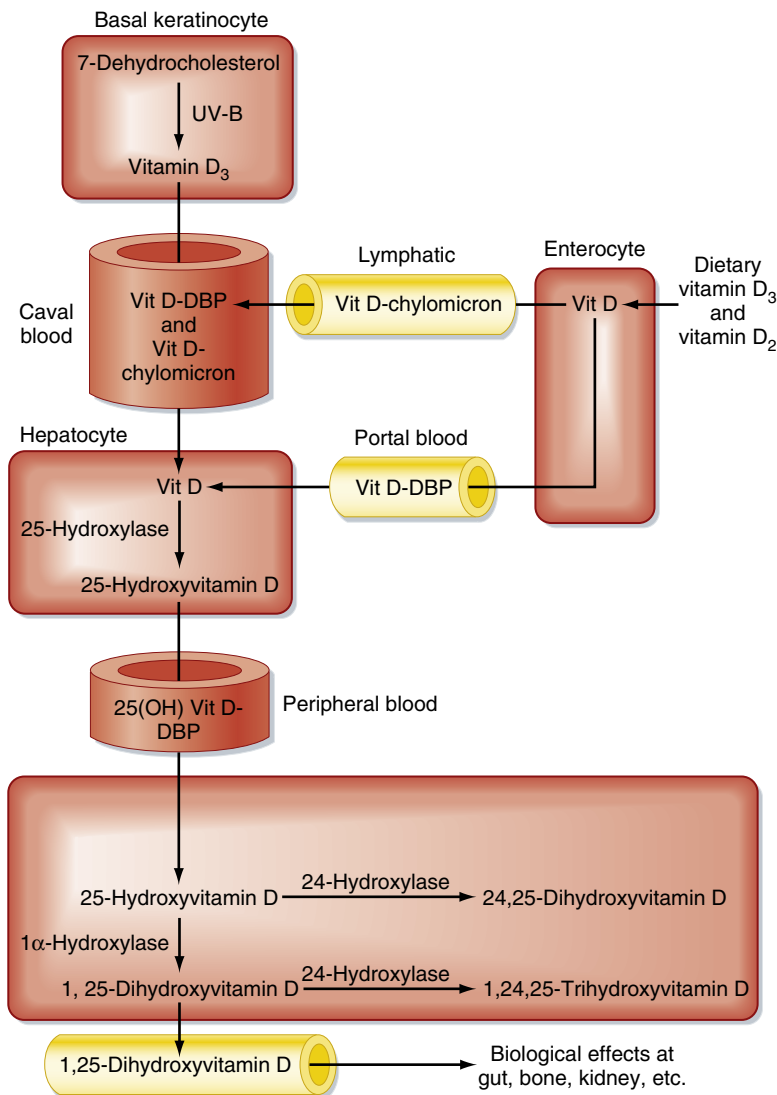 Basal keratinocyte
7-Dehydrocholesterol
UV-B
Vitamin D3
Lymphatic
Enterocyte
Caval
blood
Vit D-DBP
and
Vit D-
chylomicron
Vit D-chylomicron
Vit D
Dietary
vitamin D3
and
vitamin D2
Hepatocyte
Portal blood
Vit D
Vit D-DBP
25-Hydroxylase
25-Hydroxyvitamin D
25(OH) Vit D-
DBP
Peripheral blood
25-Hydroxyvitamin D
24-Hydroxylase
24,25-Dihydroxyvitamin D
1α-Hydroxylase
1, 25-Dihydroxyvitamin D
24-Hydroxylase
1,24,25-Trihydroxyvitamin D
1,25-Dihydroxyvitamin D
Biological effects at
gut, bone, kidney, etc.